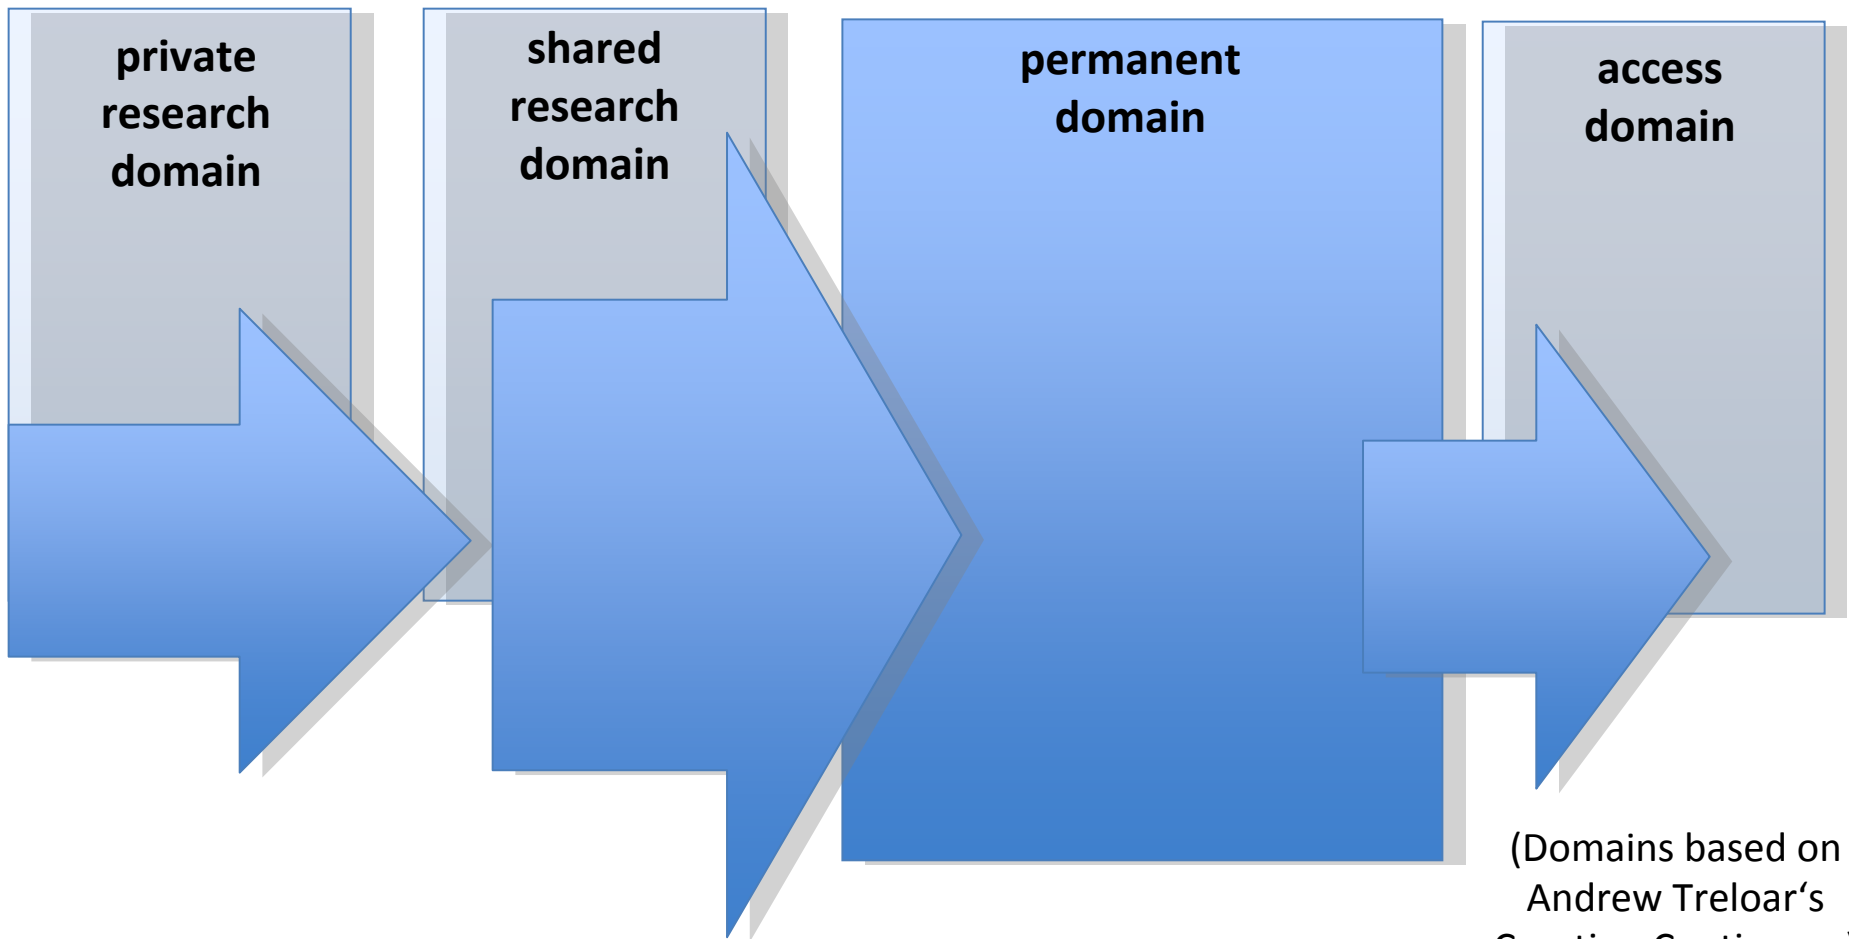 private
research
domain
shared
research
domain
permanent
domain
access
domain
(Domains based on
Andrew Treloar‘s